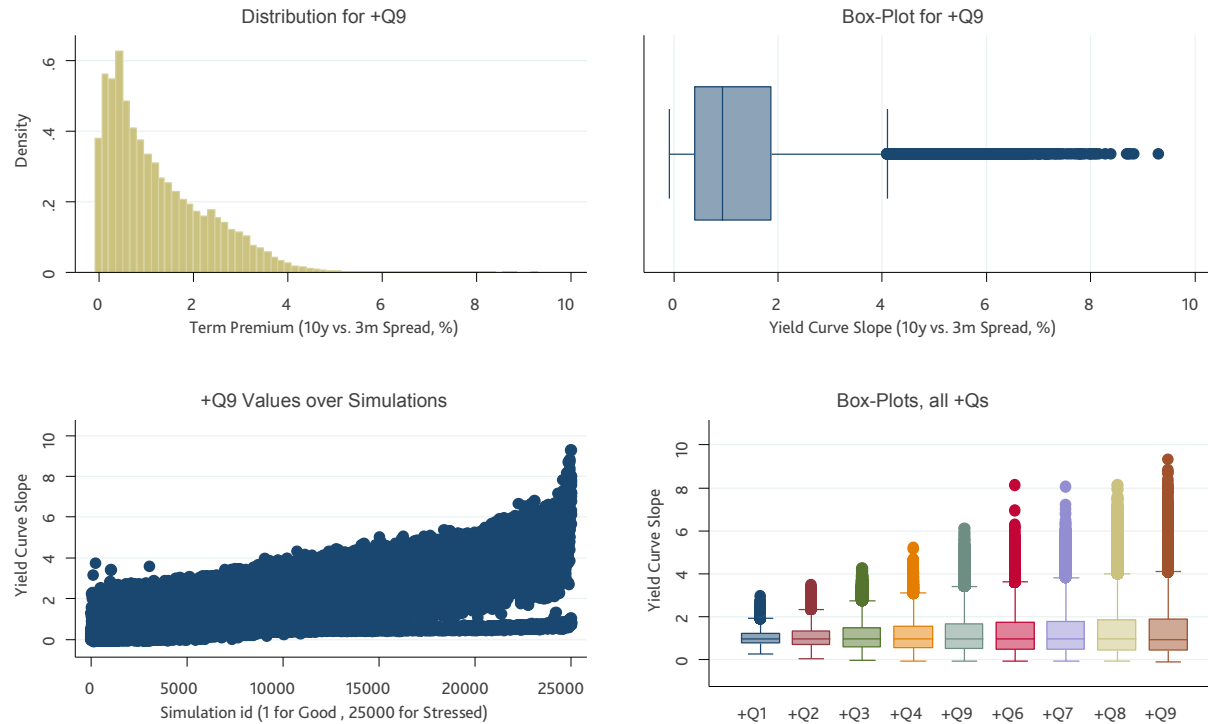 Distribution for +Q9
.6
.4
.2
0
Density
0 2 4 6 8 10
Term Premium (10y vs. 3m Spread, %)
Box-Plot for +Q9
0 2 4 6 8 10
Yield Curve Slope (10y vs. 3m Spread, %)
+Q9 Values over Simulations
10
8
6
4
2
0
Yield Curve Slope
0 5000 10000 15000 20000 25000
Simulation id (1 for Good , 25000 for Stressed)
Box-Plots, all +Qs
10
8
6
4
2
0
Yield Curve Slope
+Q1 +Q2 +Q3 +Q4 +Q9 +Q6 +Q7 +Q8 +Q9